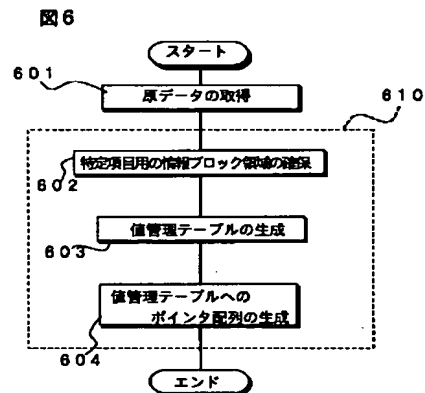 図6
スタート
601
原データの取得
610
特定項目用の情報ブロック領域の確保
602
値管理テーブルの生成
603
値管理テーブルへの
ポインタ配列の生成
604
エンド